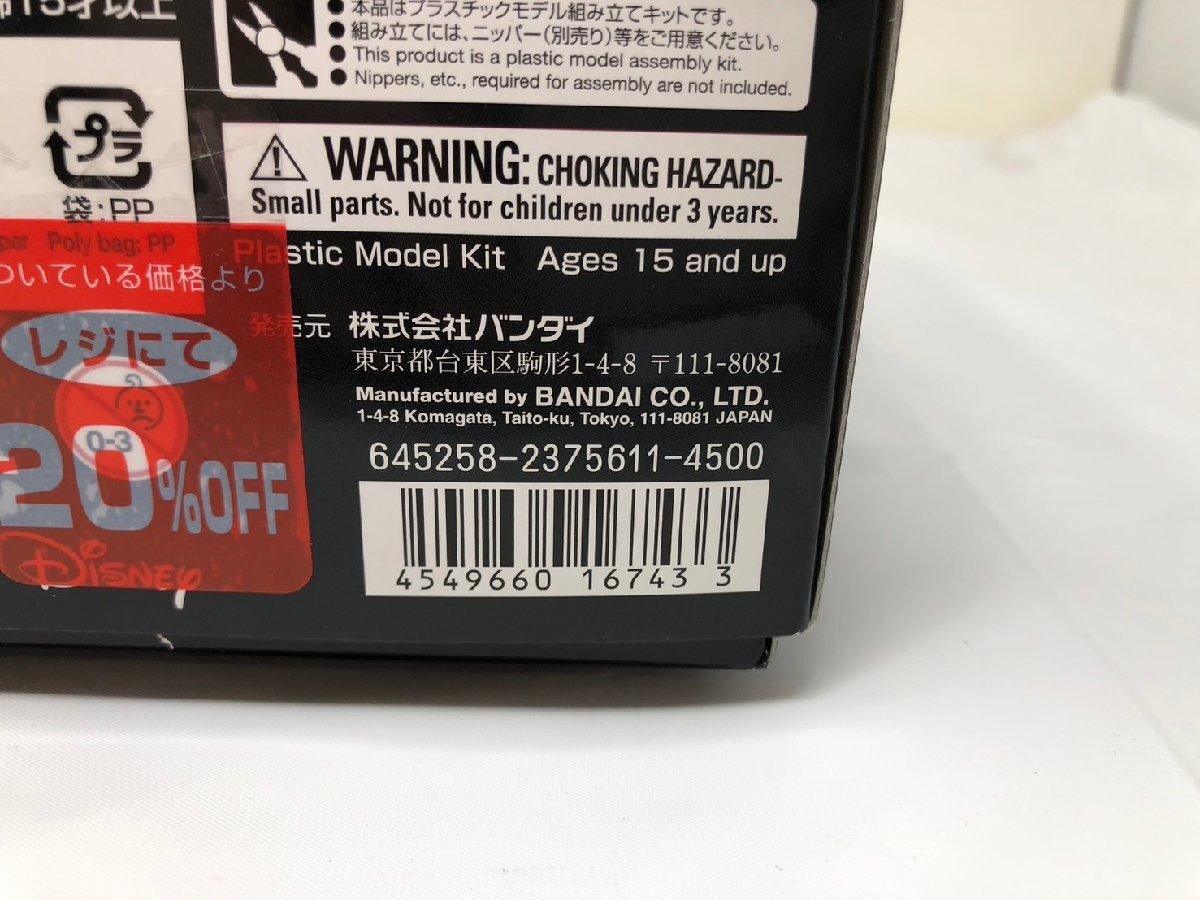 15才以上
● 本品はプラスチックモデル組み立てキットです。
● 組み立てには、ニッパー（別売り）等をご用意ください。
● This product is a plastic model assembly kit.
● Nippers, etc., required for assembly are not included.
プラ
袋：PP
Poly bag: PP
⚠ WARNING: CHOKING HAZARD-
Small parts. Not for children under 3 years.
Plastic Model Kit Ages 15 and up
ついている価格より
レジにて
0-3
20%OFF
Disney
発売元 株式会社バンダイ
東京都台東区駒形1-4-8 〒111-8081
Manufactured by BANDAI CO., LTD.
1-4-8 Komagata, Taito-ku, Tokyo, 111-8081 JAPAN
645258-2375611-4500
4549660 16743 3